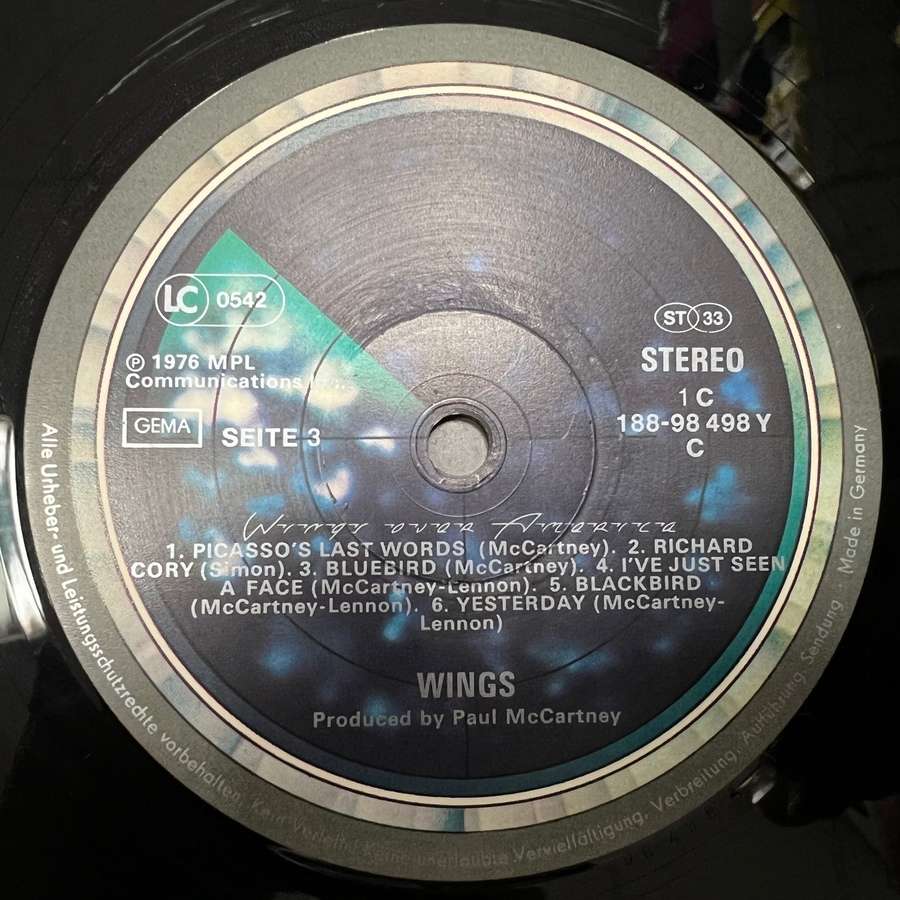 LC 0542
ST 33
℗ 1976 MPL
Communications
STEREO
1C
188-98 498 Y
C
GEMA
SEITE 3
Wings over America
1. PICASSO'S LAST WORDS (McCartney). 2. RICHARD
CORY (Simon). 3. BLUEBIRD (McCartney). 4. I'VE JUST SEEN
A FACE (McCartney-Lennon). 5. BLACKBIRD
(McCartney-Lennon). 6. YESTERDAY (McCartney-
Lennon)
WINGS
Produced by Paul McCartney
Alle Urheber- und Leistungsschutzrechte vorbehalten. Kein Verleih! Keine unerlaubte Vervielfältigung, Verbreitung, Aufführung, Sendung. Made in Germany